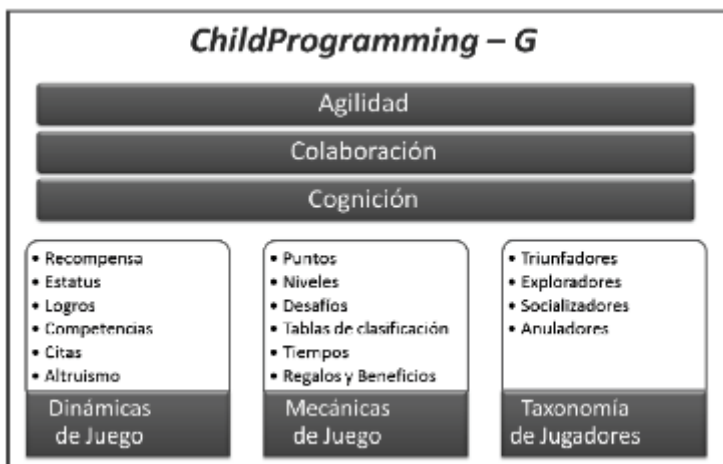 ChildProgramming – G
Agilidad
Colaboración
Cognición
• Recompensa
• Estatus
• Logros
• Competencias
• Citas
• Altruismo
Dinámicas
de Juego
• Puntos
• Niveles
• Desafíos
• Tablas de clasificación
• Tiempos
• Regalos y Beneficios
Mecánicas
de Juego
• Triunfadores
• Exploradores
• Socializadores
• Anuladores
Taxonomía
de Jugadores